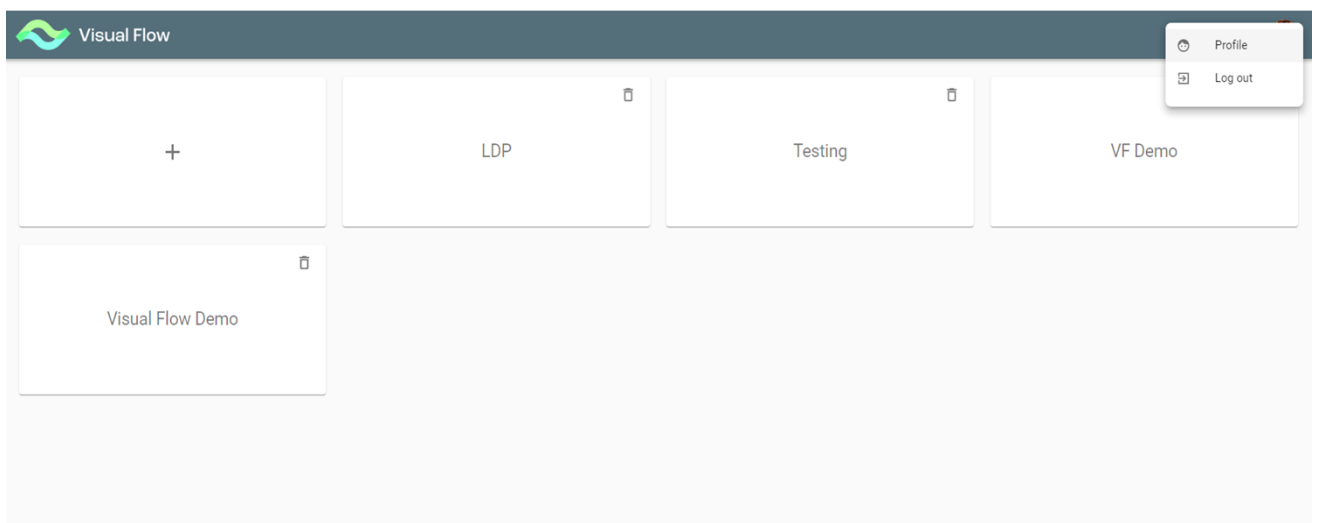 Visual Flow
Profile
Log out
+
LDP
Testing
VF Demo
Visual Flow Demo